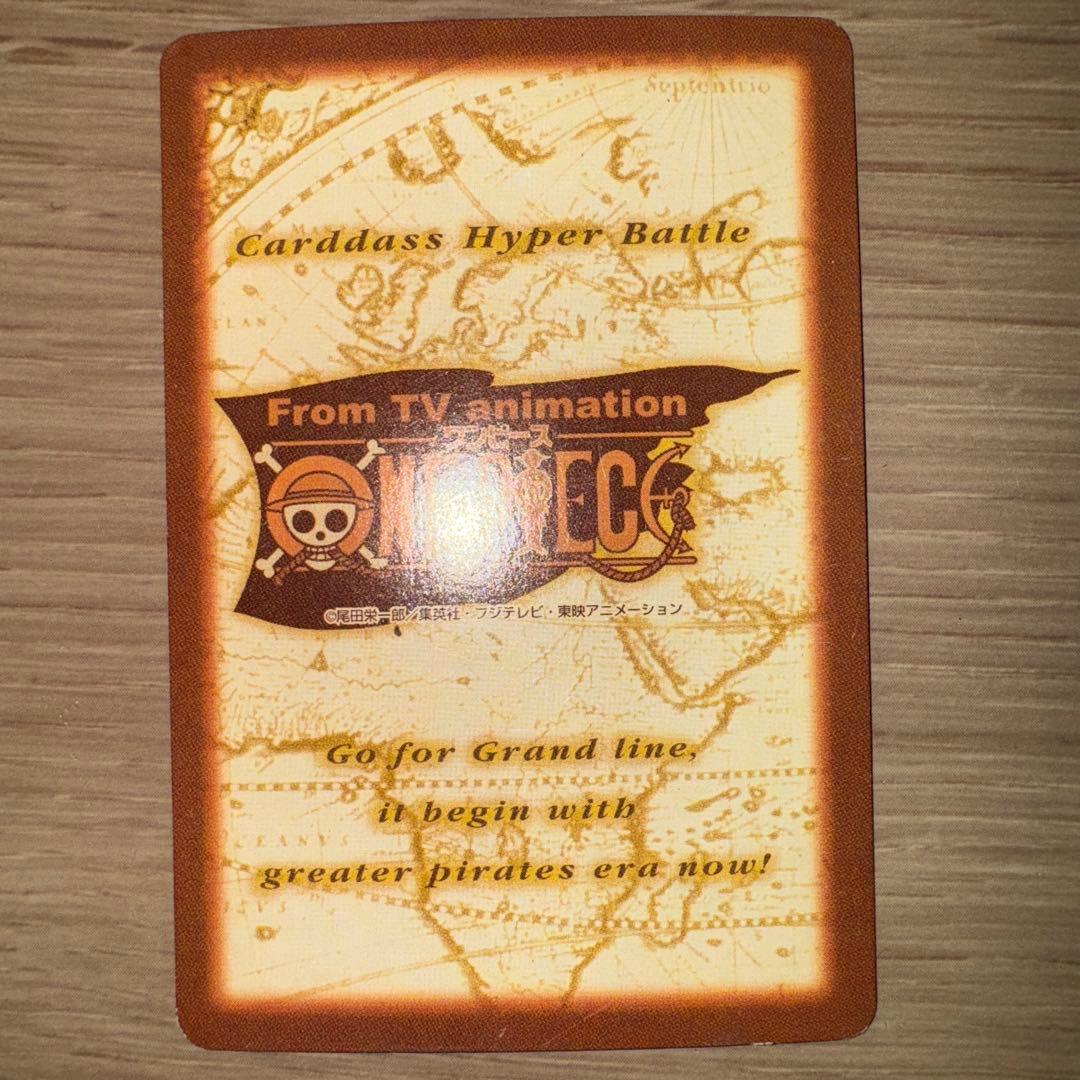 Septentrio
Carddass Hyper Battle
From TV animation
ワンピース
ONE PIECE
©尾田栄一郎／集英社・フジテレビ・東映アニメーション
Go for Grand line,
it begin with
greater pirates era now!